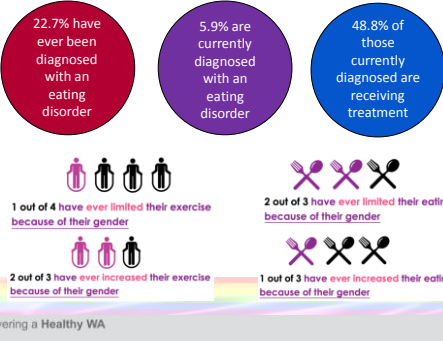 22.7% have
ever been
diagnosed
with an
eating
disorder
5.9% are
currently
diagnosed
with an
eating
disorder
48.8% of
those
currently
diagnosed are
receiving
treatment
1 out of 4 have ever limited their exercise
because of their gender
2 out of 3 have ever limited their eatin
because of their gender
2 out of 3 have ever increased their exercise
because of their gender
1 out of 3 have ever increased their eatin
because of their gender
vering a Healthy WA